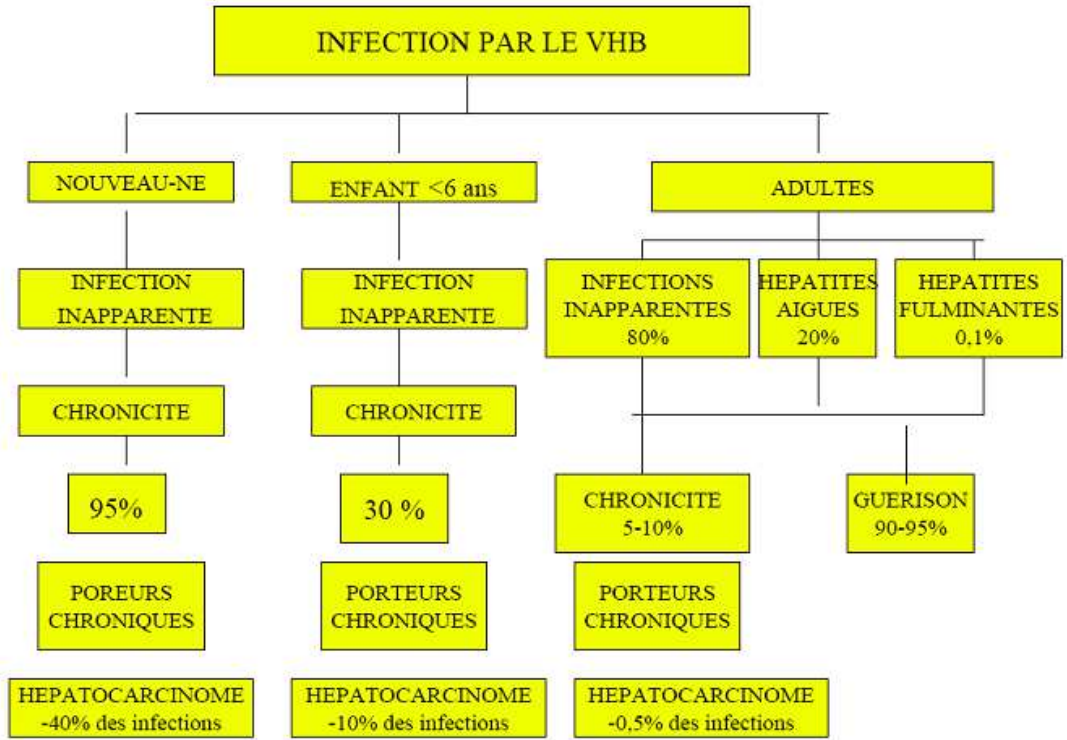 INFECTION PAR LE VHB
NOUVEAU-NE
ENFANT <6 ans
ADULTES
INFECTION
INAPPARENTE
INFECTION
INAPPARENTE
INFECTIONS
INAPPARENTES
80%
HEPATITES
AIGUES
20%
HEPATITES
FULMINANTES
0,1%
CHRONICITE
CHRONICITE
95%
30 %
CHRONICITE
5-10%
GUERISON
90-95%
POREURS
CHRONIQUES
PORTEURS
CHRONIQUES
PORTEURS
CHRONIQUES
HEPATOCARCINOME
-40% des infections
HEPATOCARCINOME
-10% des infections
HEPATOCARCINOME
-0,5% des infections